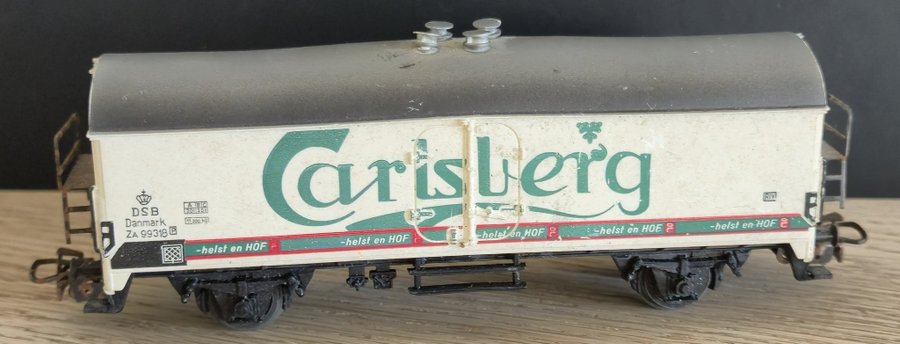 Carlsberg
DSB
Danmark
ZA 99318 P
-helst en HOF -helst en HOF -helst en HOF -helst en HOF -helst en HOF